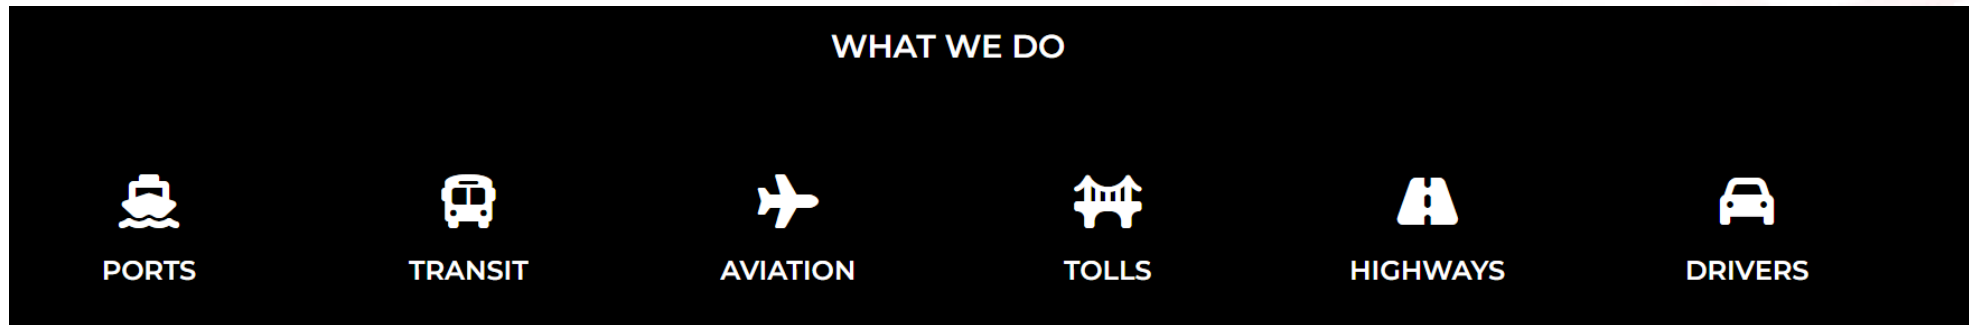 WHAT WE DO
PORTS TRANSIT AVIATION TOLLS HIGHWAYS DRIVERS